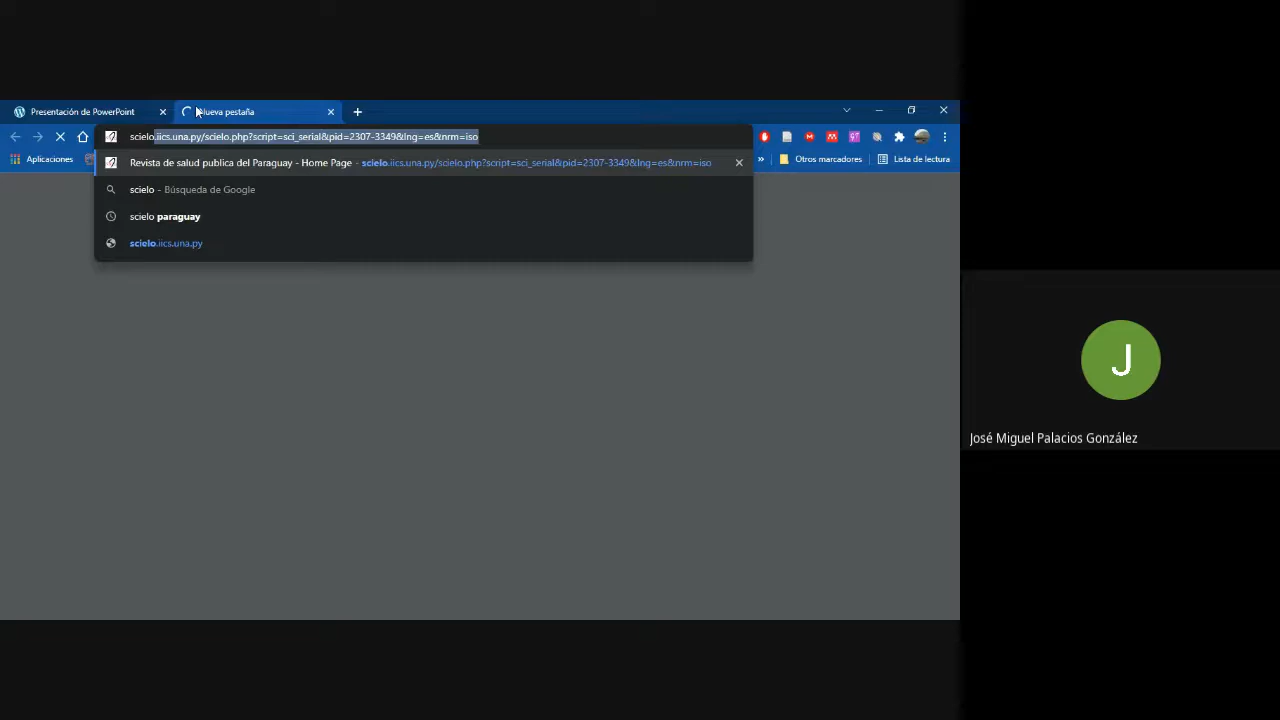 Presentación de PowerPoint
Nueva pestaña
scielo.iics.una.py/scielo.php?script=sci_serial&pid=2307-3349&lng=es&nrm=iso
Aplicaciones
Revista de salud publica del Paraguay - Home Page - scielo.iics.una.py/scielo.php?script=sci_serial&pid=2307-3349&lng=es&nrm=iso
» Otros marcadores
Lista de lectura
scielo - Búsqueda de Google
scielo paraguay
scielo.iics.una.py
J
José Miguel Palacios González